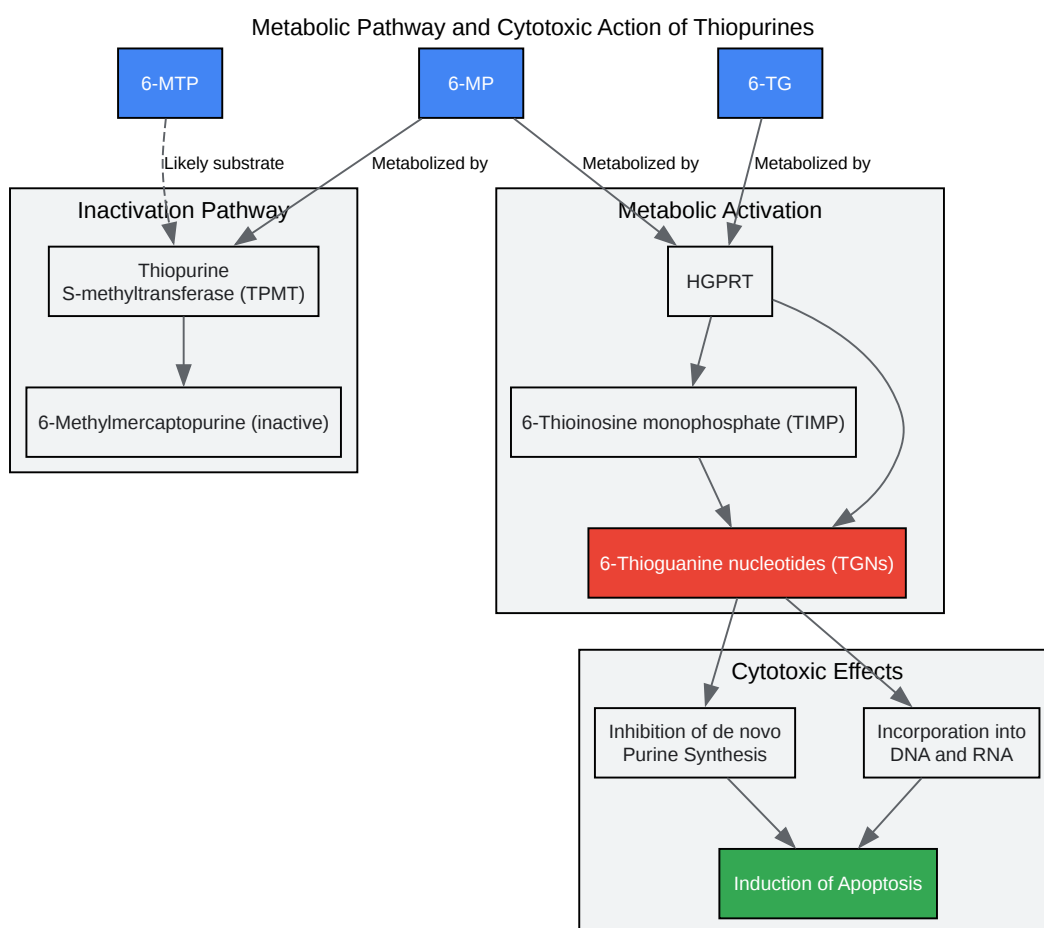 Metabolic Pathway and Cytotoxic Action of Thiopurines
6-MTP
6-MP
6-TG
Likely substrate
Metabolized by
Metabolized by
Metabolized by
Inactivation Pathway
Metabolic Activation
Thiopurine
S-methyltransferase (TPMT)
HGPRT
6-Methylmercaptopurine (inactive)
6-Thioinosine monophosphate (TIMP)
6-Thioguanine nucleotides (TGNs)
Cytotoxic Effects
Inhibition of de novo
Purine Synthesis
Incorporation into
DNA and RNA
Induction of Apoptosis